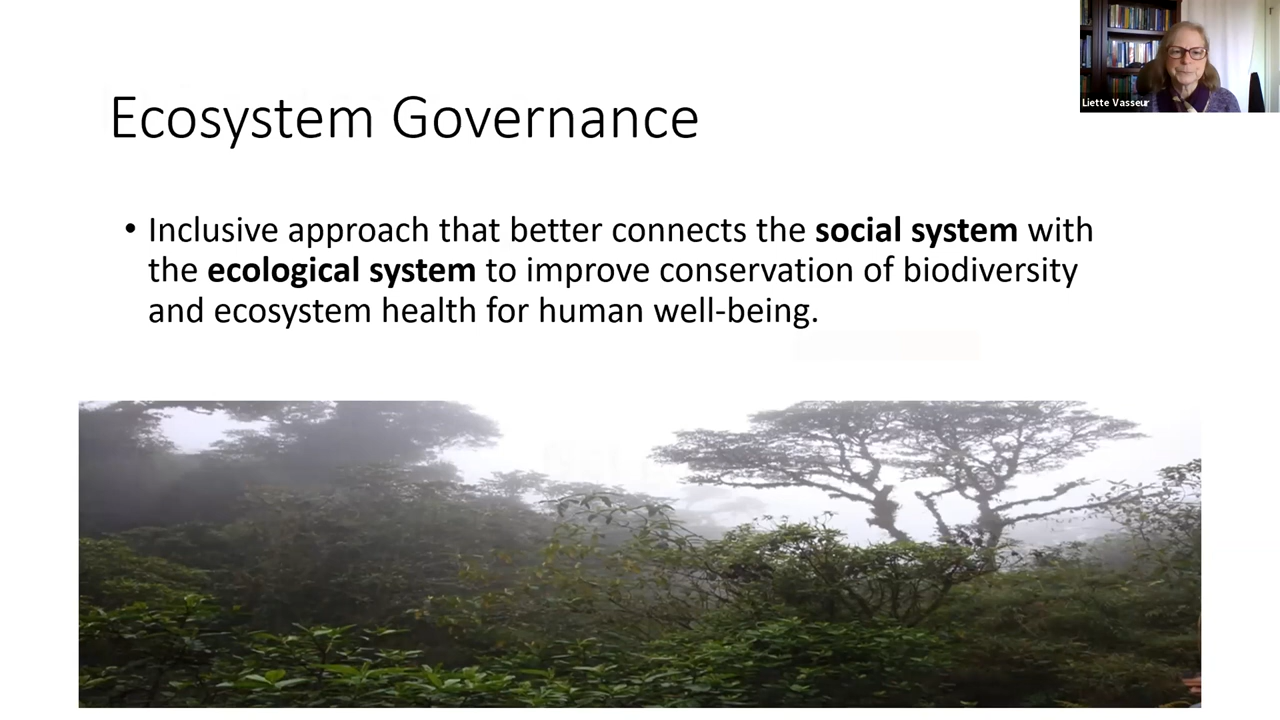 Liette Vasseur
Ecosystem Governance
• Inclusive approach that better connects the social system with
the ecological system to improve conservation of biodiversity
and ecosystem health for human well-being.